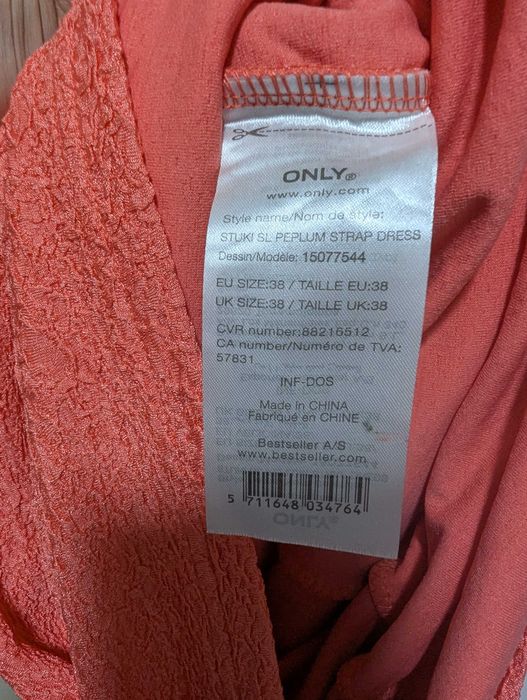 ONLY®
www.only.com
Style name/Nom de style:
STUKI SL PEPLUM STRAP DRESS
Dessin/Modèle: 15077544
EU SIZE:38 / TAILLE EU:38
UK SIZE:38 / TAILLE UK:38
CVR number:88216512
CA number/Numéro de TVA:
57831
INF-DOS
Made in CHINA
Fabriqué en CHINE
Bestseller A/S
www.bestseller.com
5 711648 034764